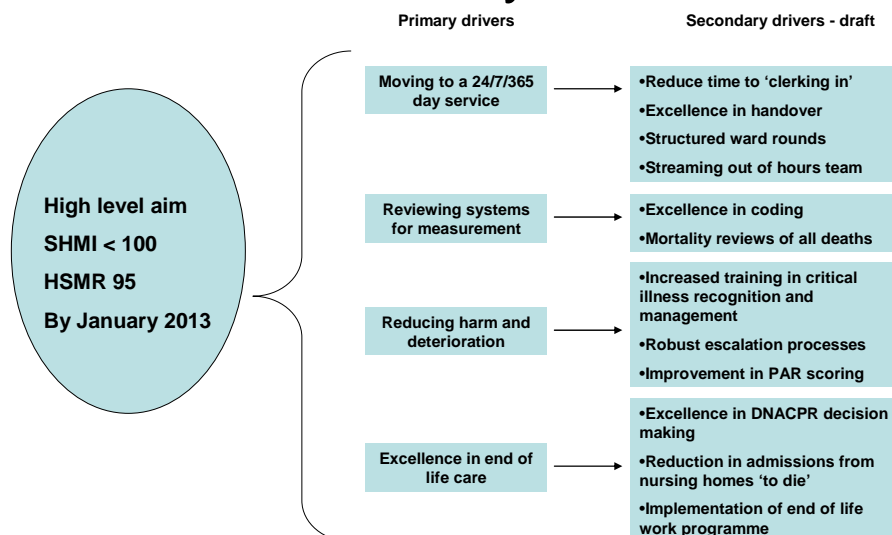 Primary drivers
Secondary drivers - draft
High level aim
SHMI < 100
HSMR 95
By January 2013
Moving to a 24/7/365
day service
•Reduce time to ‘clerking in’
•Excellence in handover
•Structured ward rounds
•Streaming out of hours team
Reviewing systems
for measurement
•Excellence in coding
•Mortality reviews of all deaths
Reducing harm and
deterioration
•Increased training in critical
illness recognition and
management
•Robust escalation processes
•Improvement in PAR scoring
Excellence in end of
life care
•Excellence in DNACPR decision
making
•Reduction in admissions from
nursing homes ‘to die’
•Implementation of end of life
work programme